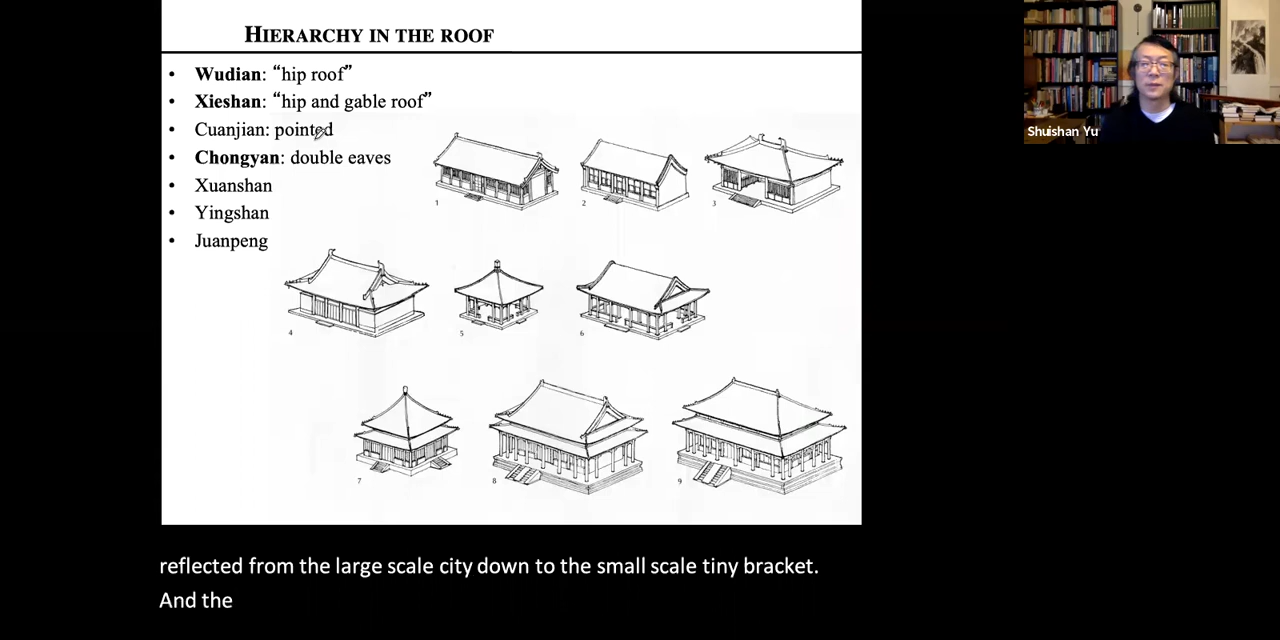 HIERARCHY IN THE ROOF
• Wudian: “hip roof”
• Xieshan: “hip and gable roof”
• Cuanjian: pointed
• Chongyan: double eaves
• Xuanshan
• Yingshan
• Juanpeng
1
2
3
4
5
6
7
8
9
Shuishan Yu
reflected from the large scale city down to the small scale tiny bracket.
And the